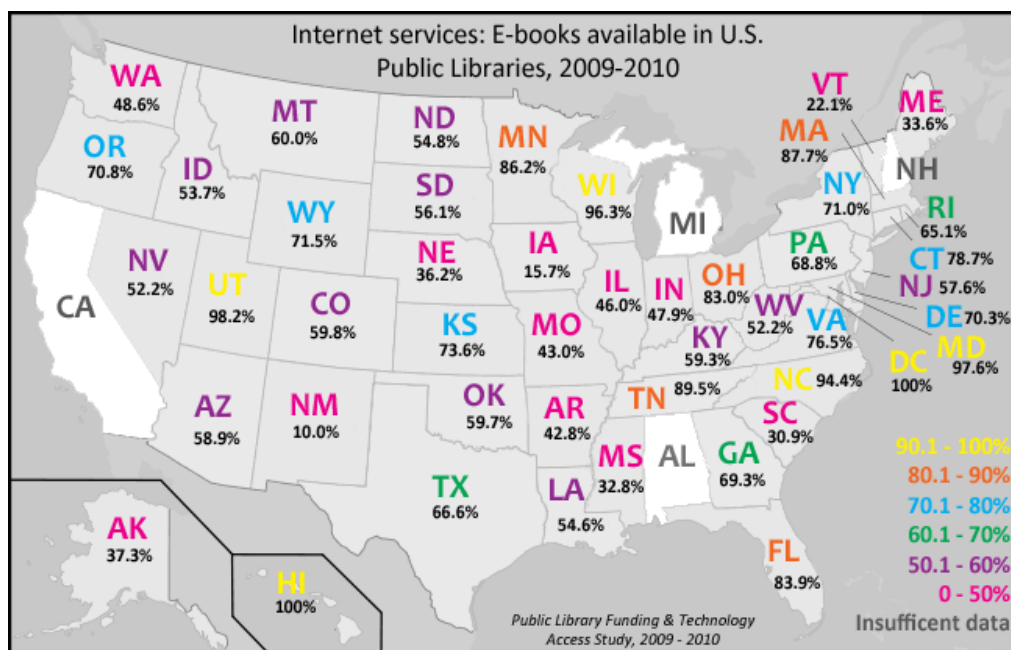 Internet services: E-books available in U.S.
Public Libraries, 2009-2010
WA
48.6%
OR
70.8%
ID
53.7%
MT
60.0%
WY
71.5%
ND
54.8%
SD
56.1%
NE
36.2%
MN
86.2%
IA
15.7%
WI
96.3%
MI
VT
22.1%
MA
87.7%
ME
33.6%
NH
NY
71.0%
RI
65.1%
CT 78.7%
NJ 57.6%
DE 70.3%
MD
97.6%
DC
100%
PA
68.8%
OH
83.0%
IN
47.9%
IL
46.0%
WV
52.2%
VA
76.5%
KY
59.3%
CA
NV
52.2%
UT
98.2%
CO
59.8%
KS
73.6%
MO
43.0%
AZ
58.9%
NM
10.0%
OK
59.7%
AR
42.8%
TN 89.5%
NC 94.4%
SC
30.9%
TX
66.6%
LA
54.6%
MS
32.8%
AL
GA
69.3%
FL
83.9%
AK
37.3%
HI
100%
90.1 - 100%
80.1 - 90%
70.1 - 80%
60.1 - 70%
50.1 - 60%
0 - 50%
Insufficent data
Public Library Funding & Technology
Access Study, 2009 - 2010